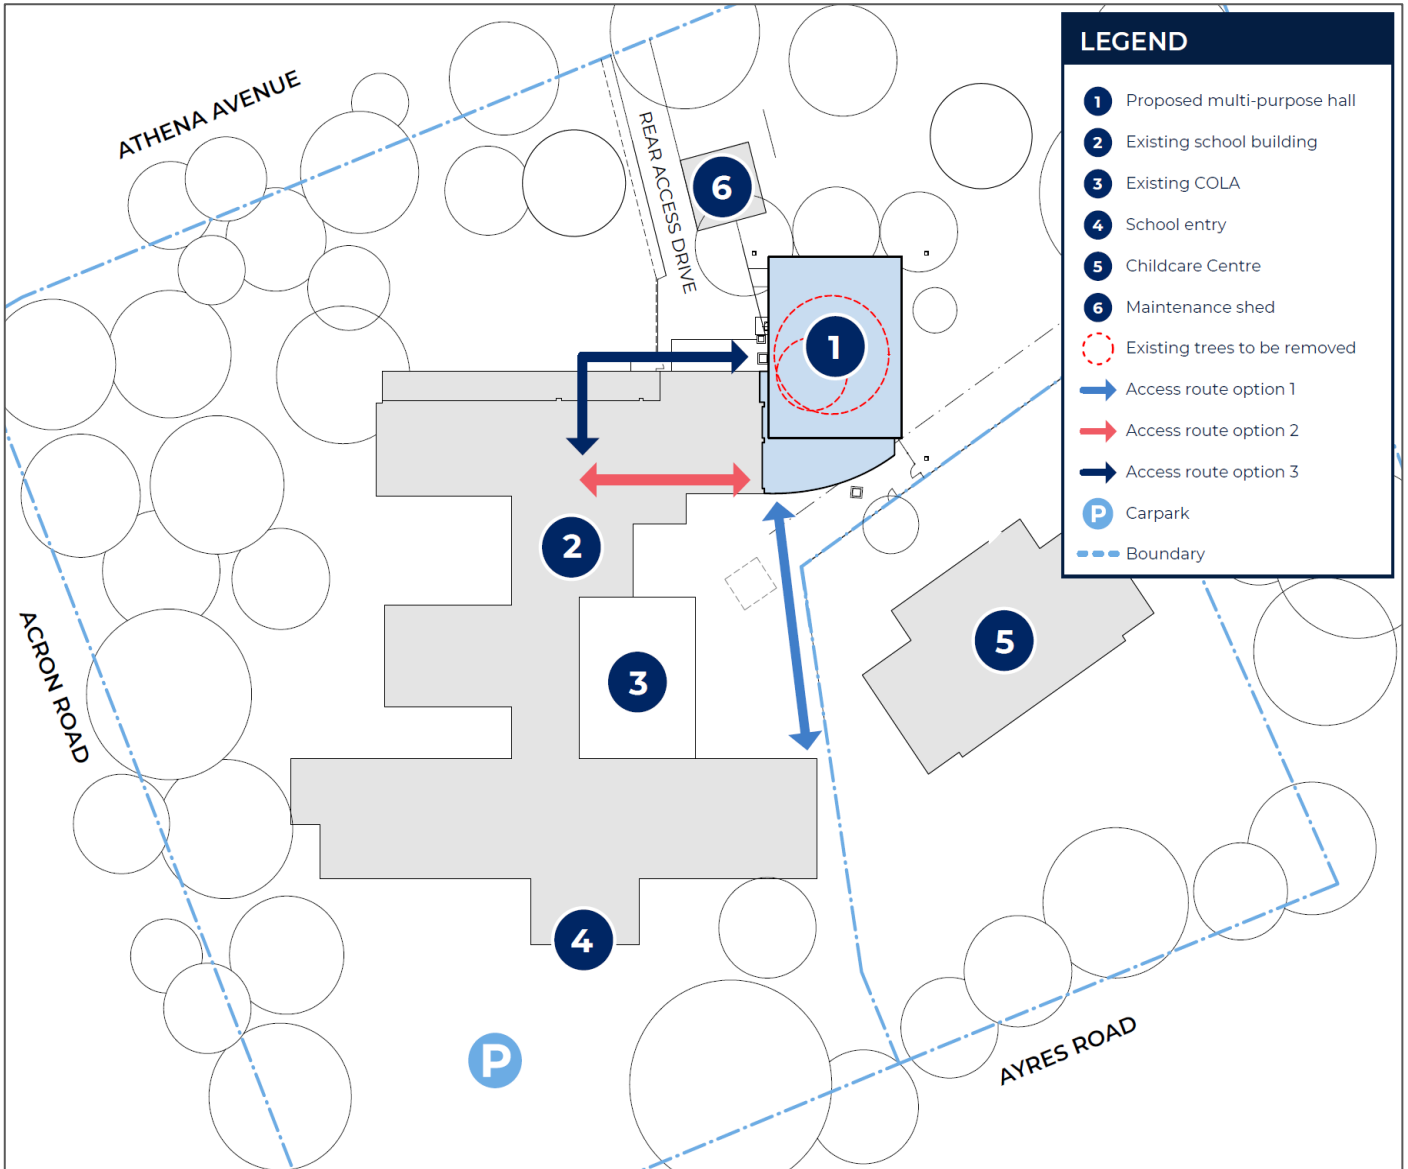 LEGEND
1 Proposed multi-purpose hall
2 Existing school building
3 Existing COLA
4 School entry
5 Childcare Centre
6 Maintenance shed
Existing trees to be removed
Access route option 1
Access route option 2
Access route option 3
P Carpark
Boundary
ATHENA AVENUE
REAR ACCESS DRIVE
6
1
2
3
5
ACRON ROAD
4
P
AYRES ROAD